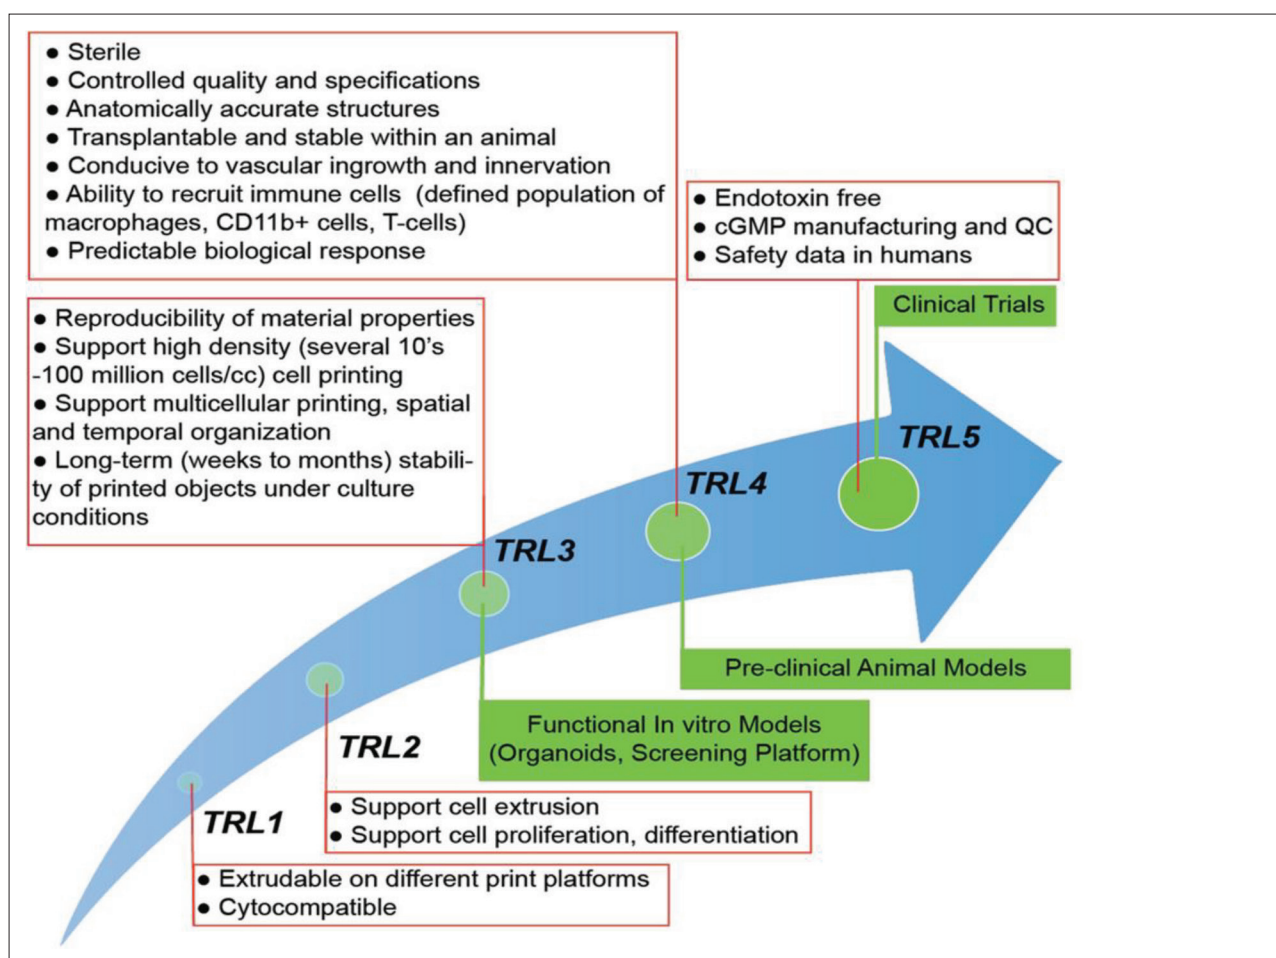 ● Sterile
● Controlled quality and specifications
● Anatomically accurate structures
● Transplantable and stable within an animal
● Conducive to vascular ingrowth and innervation
● Ability to recruit immune cells (defined population of
macrophages, CD11b+ cells, T-cells)
● Predictable biological response
● Endotoxin free
● cGMP manufacturing and QC
● Safety data in humans
Clinical Trials
● Reproducibility of material properties
● Support high density (several 10's
-100 million cells/cc) cell printing
● Support multicellular printing, spatial
and temporal organization
● Long-term (weeks to months) stabili-
ty of printed objects under culture
conditions
TRL5
TRL4
TRL3
Pre-clinical Animal Models
Functional In vitro Models
(Organoids, Screening Platform)
TRL2
● Support cell extrusion
● Support cell proliferation, differentiation
TRL1
● Extrudable on different print platforms
● Cytocompatible